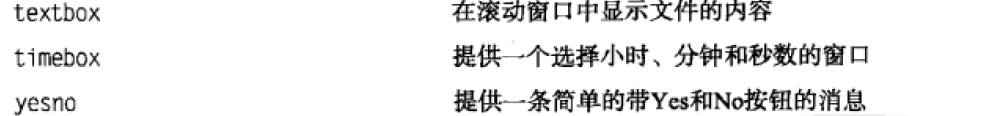 textbox 在滚动窗口中显示文件的内容
timebox 提供一个选择小时、分钟和秒数的窗口
yesno 提供一条简单的带Yes和No按钮的消息